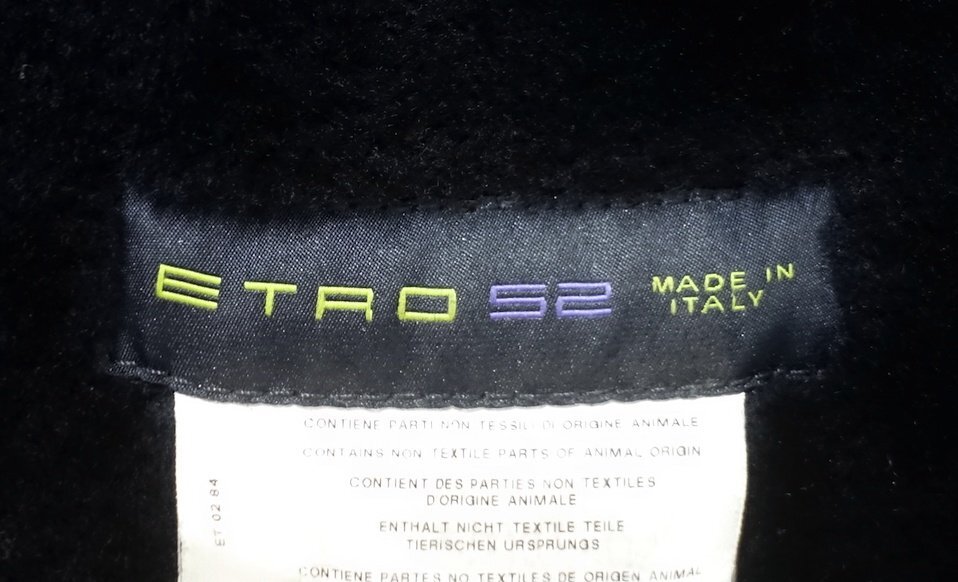 ETRO 52 MADE IN
ITALY
CONTIENE PARTI NON TESSILI DI ORIGINE ANIMALE
CONTAINS NON TEXTILE PARTS OF ANIMAL ORIGIN
CONTIENT DES PARTIES NON TEXTILES
D'ORIGINE ANIMALE
ENTHALT NICHT TEXTILE TEILE
TIERISCHEN URSPRUNGS
CONTIENE PARTES NO TEXTILES DE ORIGEN ANIMAL
ET 02 84